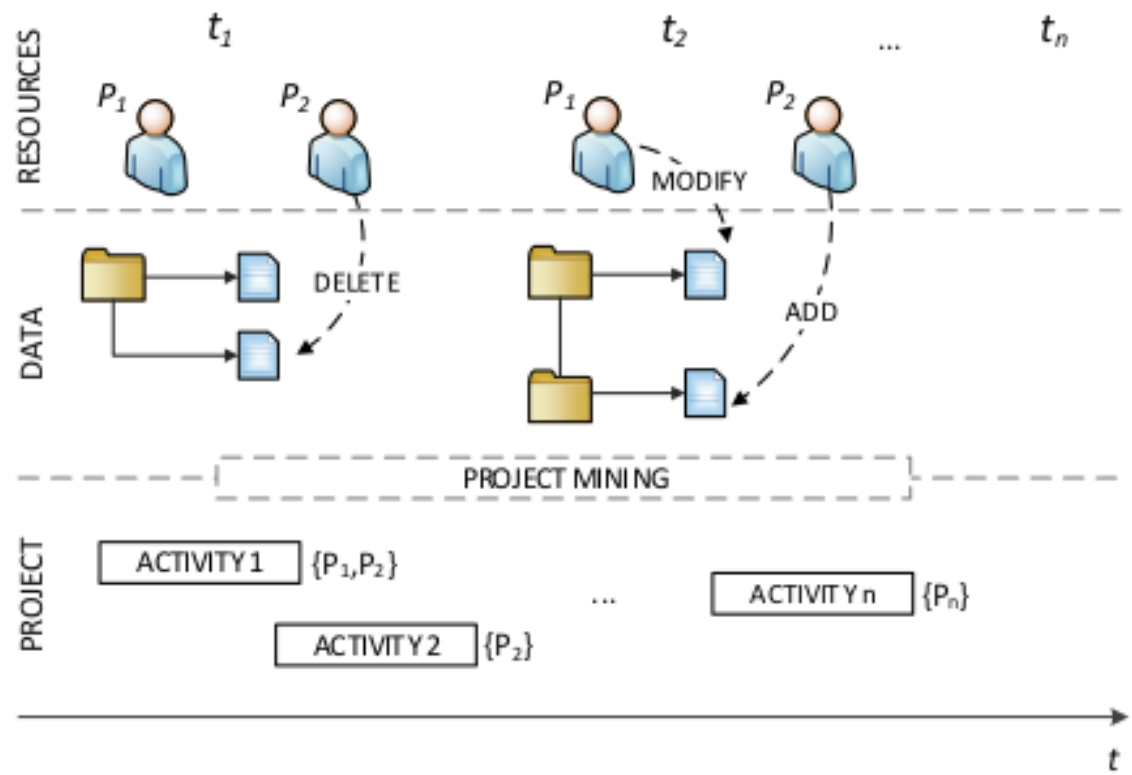 t₁ t₂ ... tₙ
RESOURCES
P₁ P₂ P₁ P₂
MODIFY
DELETE
ADD
DATA
PROJECT MINING
PROJECT
ACTIVITY 1 {P₁,P₂}
... ACTIVITY n {Pₙ}
ACTIVITY 2 {P₂}
t